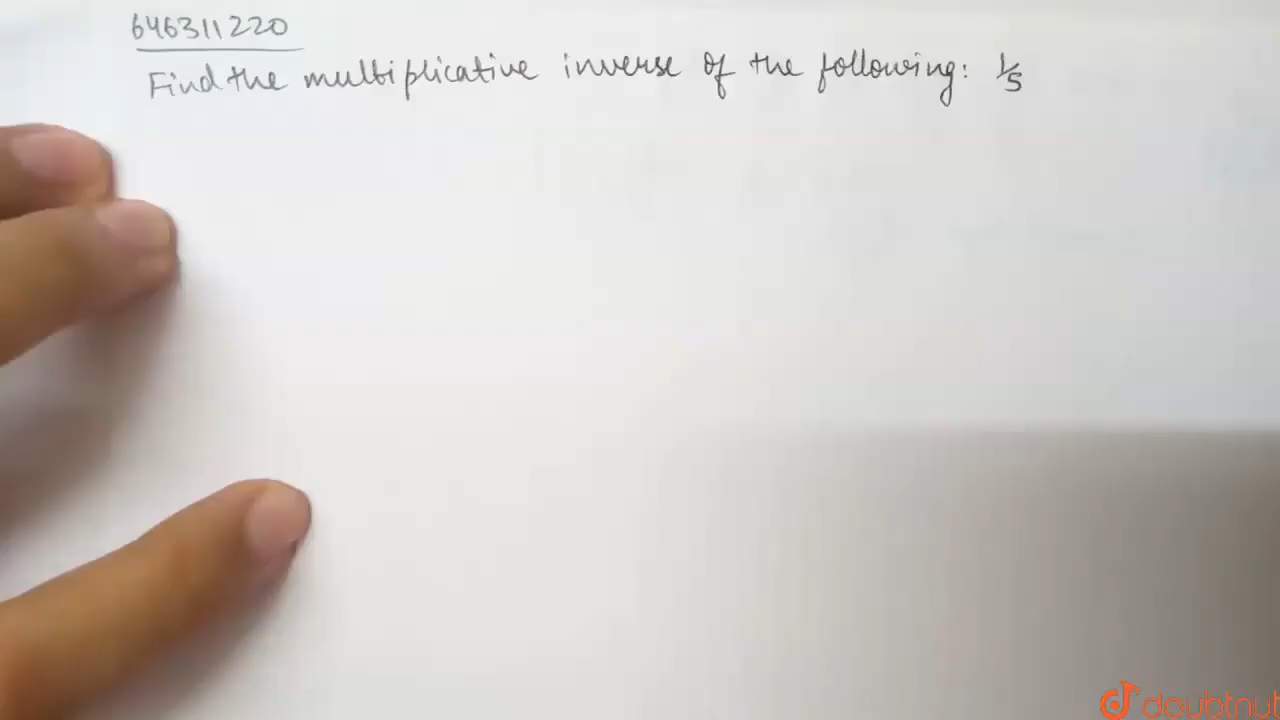 646311220
Find the multiplicative inverse of the following: 1/5
doubtnut